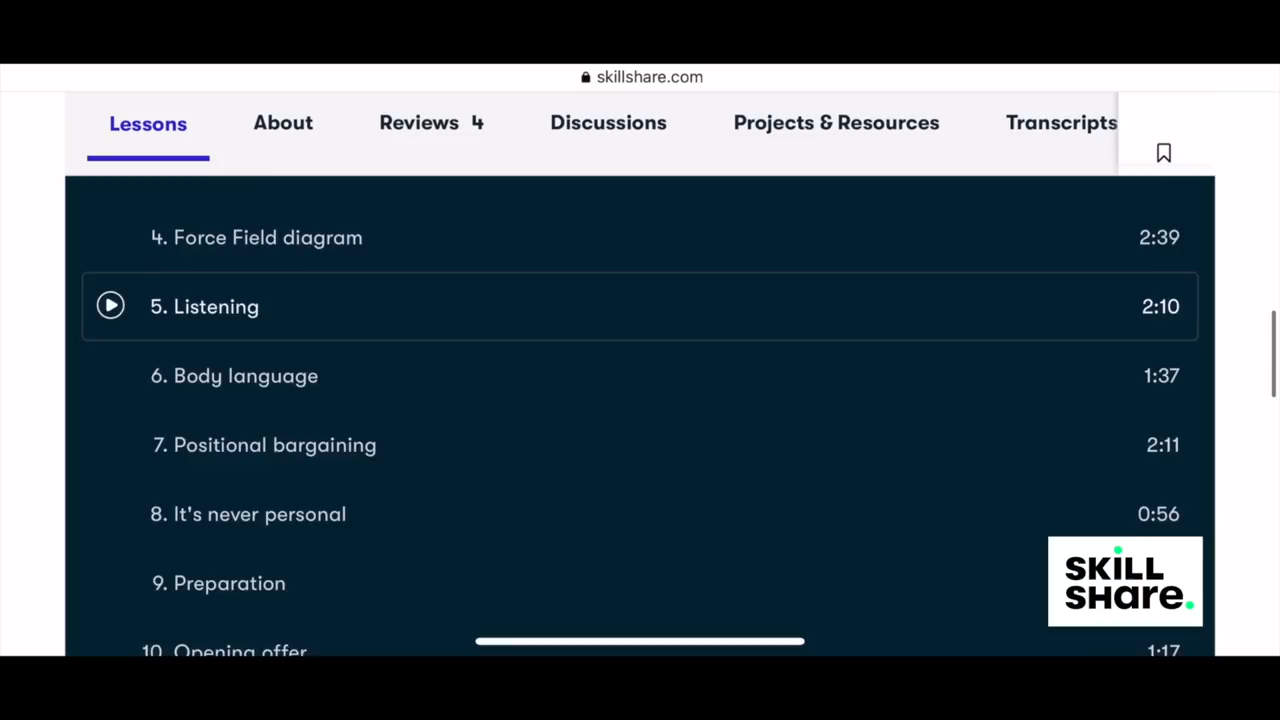 skillshare.com
Lessons About Reviews 4 Discussions Projects & Resources Transcripts
4. Force Field diagram 2:39
5. Listening 2:10
6. Body language 1:37
7. Positional bargaining 2:11
8. It's never personal 0:56
9. Preparation
10. Opening offer 1:17
SKILL
SHare.